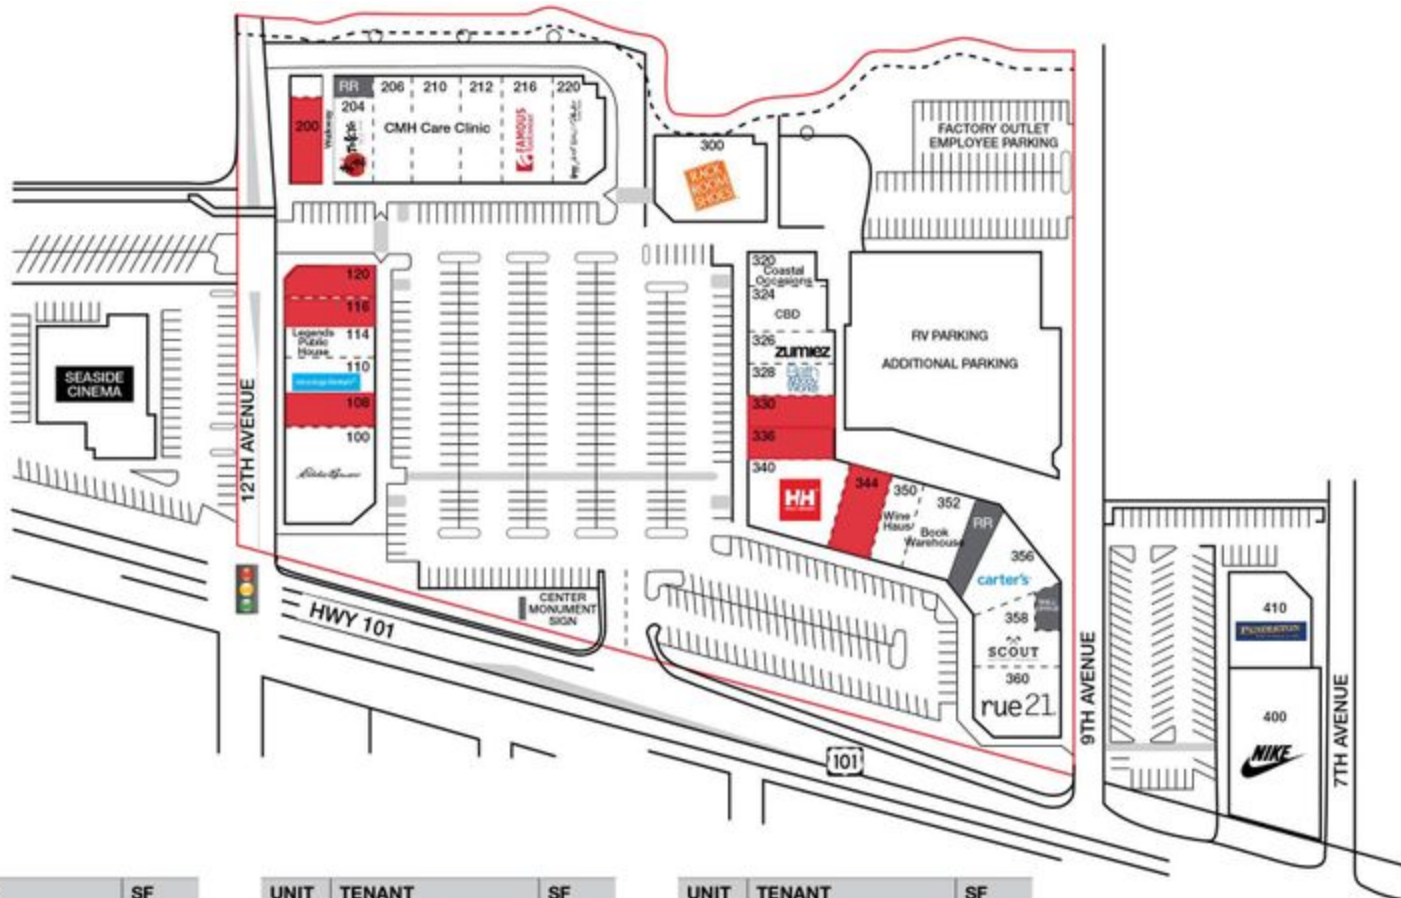 RR
206
210
212
216
220
204
200
Walkway
CMH Care Clinic
FAMOUS
300
RACK
ROOM
SHOES
FACTORY OUTLET
EMPLOYEE PARKING
120
116
Legends
Public
House
114
110
108
100
Eddie Bauer
SEASIDE
CINEMA
12TH AVENUE
320
Coastal
Occasions
324
CBD
326
zumiez
328
330
336
340
HH
344
350
Wine
Haus
352
Book
Warehouse
RR
356
carter's
358
SCOUT
360
rue21
RV PARKING
ADDITIONAL PARKING
CENTER
MONUMENT
SIGN
HWY 101
101
9TH AVENUE
410
PENDLETON
400
NIKE
7TH AVENUE
SF
UNIT TENANT SF
UNIT TENANT SF